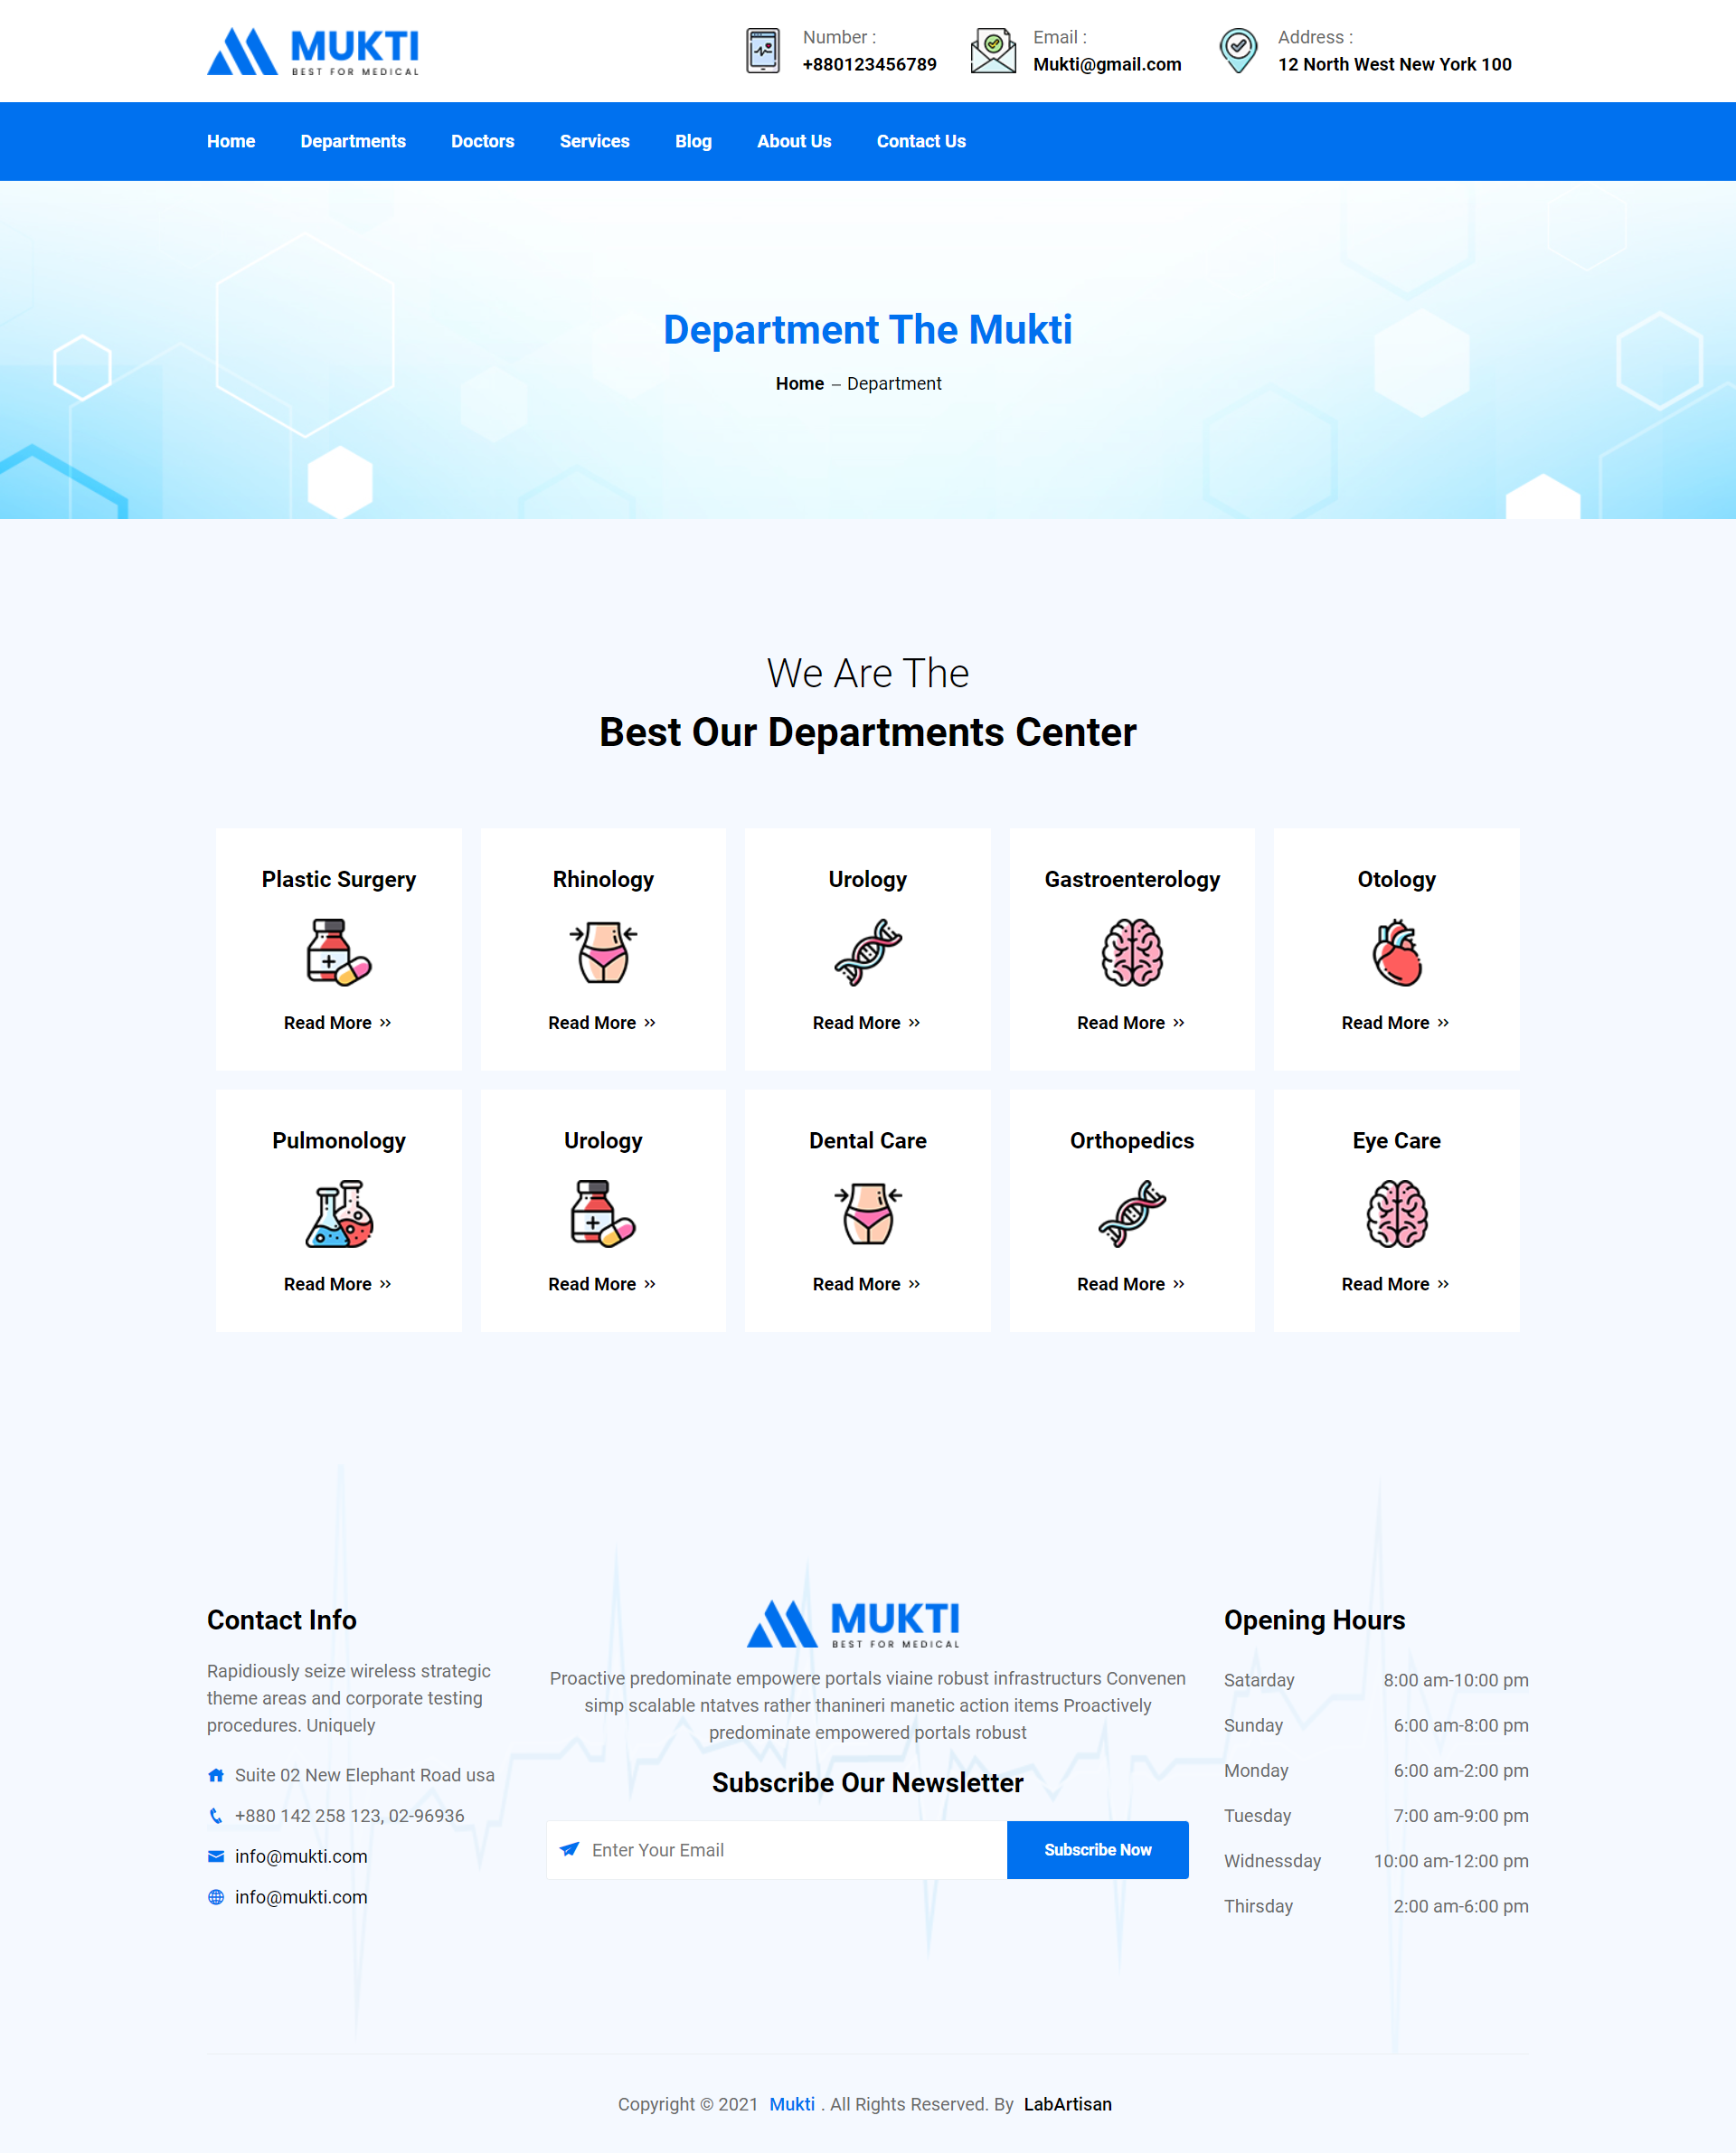 MUKTI
BEST FOR MEDICAL
Number :
+880123456789
Email :
Mukti@gmail.com
Address :
12 North West New York 100
Home Departments Doctors Services Blog About Us Contact Us
Department The Mukti
Home – Department
We Are The
Best Our Departments Center
Plastic Surgery
Read More »
Rhinology
Read More »
Urology
Read More »
Gastroenterology
Read More »
Otology
Read More »
Pulmonology
Read More »
Urology
Read More »
Dental Care
Read More »
Orthopedics
Read More »
Eye Care
Read More »
Contact Info
Rapidiously seize wireless strategic
theme areas and corporate testing
procedures. Uniquely
Suite 02 New Elephant Road usa
+880 142 258 123, 02-96936
info@mukti.com
info@mukti.com
MUKTI
BEST FOR MEDICAL
Proactive predominate empowere portals viaine robust infrastructurs Convenen
simp scalable ntatves rather thanineri manetic action items Proactively
predominate empowered portals robust
Subscribe Our Newsletter
Enter Your Email
Subscribe Now
Opening Hours
Satarday 8:00 am-10:00 pm
Sunday 6:00 am-8:00 pm
Monday 6:00 am-2:00 pm
Tuesday 7:00 am-9:00 pm
Widnessday 10:00 am-12:00 pm
Thirsday 2:00 am-6:00 pm
Copyright © 2021 Mukti . All Rights Reserved. By LabArtisan